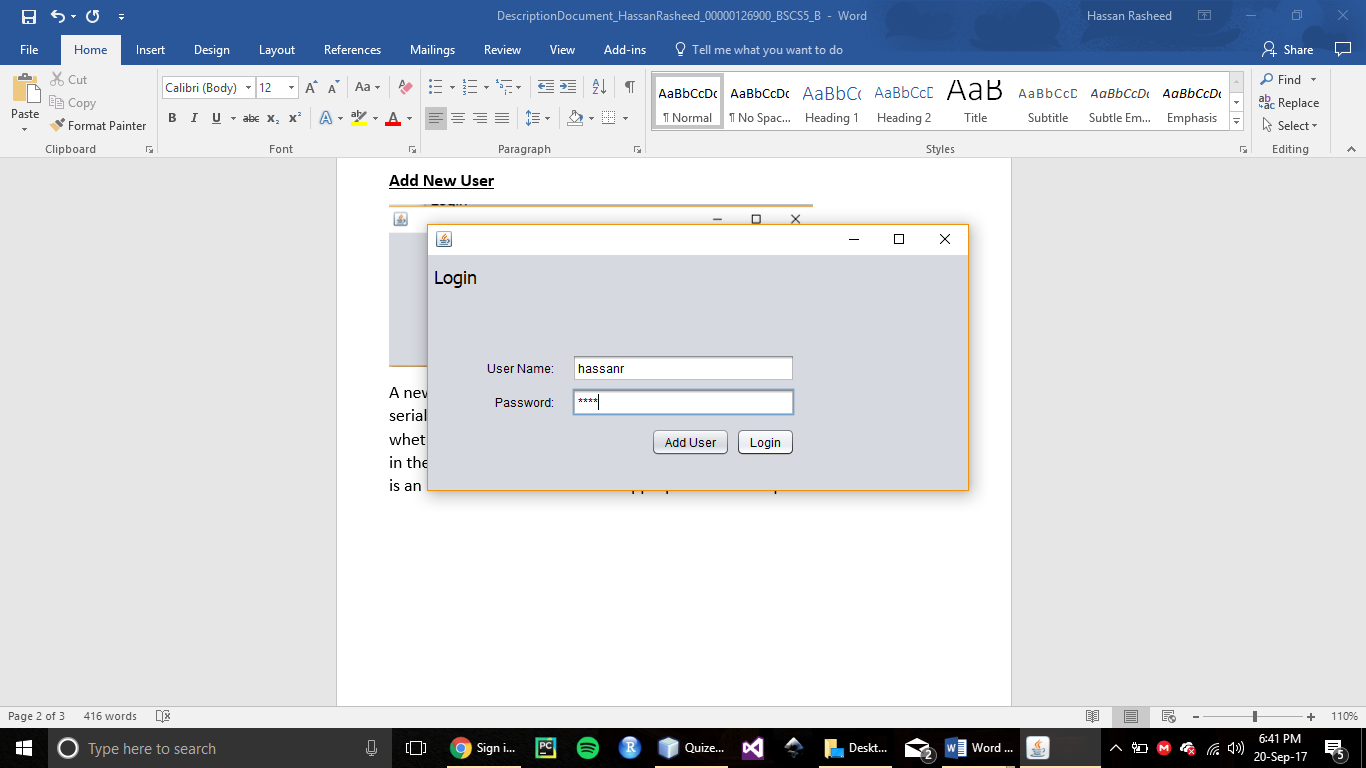 DescriptionDocument_HassanRasheed_00000126900_BSCS5_B - Word
Hassan Rasheed
File Home Insert Design Layout References Mailings Review View Add-ins Tell me what you want to do Share
Paste
Cut
Copy
Format Painter
Clipboard
Calibri (Body) 12
Font
Paragraph
AaBbCcDc AaBbCcDc AaBbCc AaBbCcD AaB AaBbCcD AaBbCcDc AaBbCcDc
¶ Normal ¶ No Spac... Heading 1 Heading 2 Title Subtitle Subtle Em... Emphasis
Styles
Find
Replace
Select
Editing
Add New User
Login
User Name: hassanr
Password: ****
Add User Login
A new
serial
whet
in the
is an
Page 2 of 3 416 words 110%
Type here to search
Sign i... Quize... Deskt... 2 Word ...
6:41 PM
20-Sep-17
5